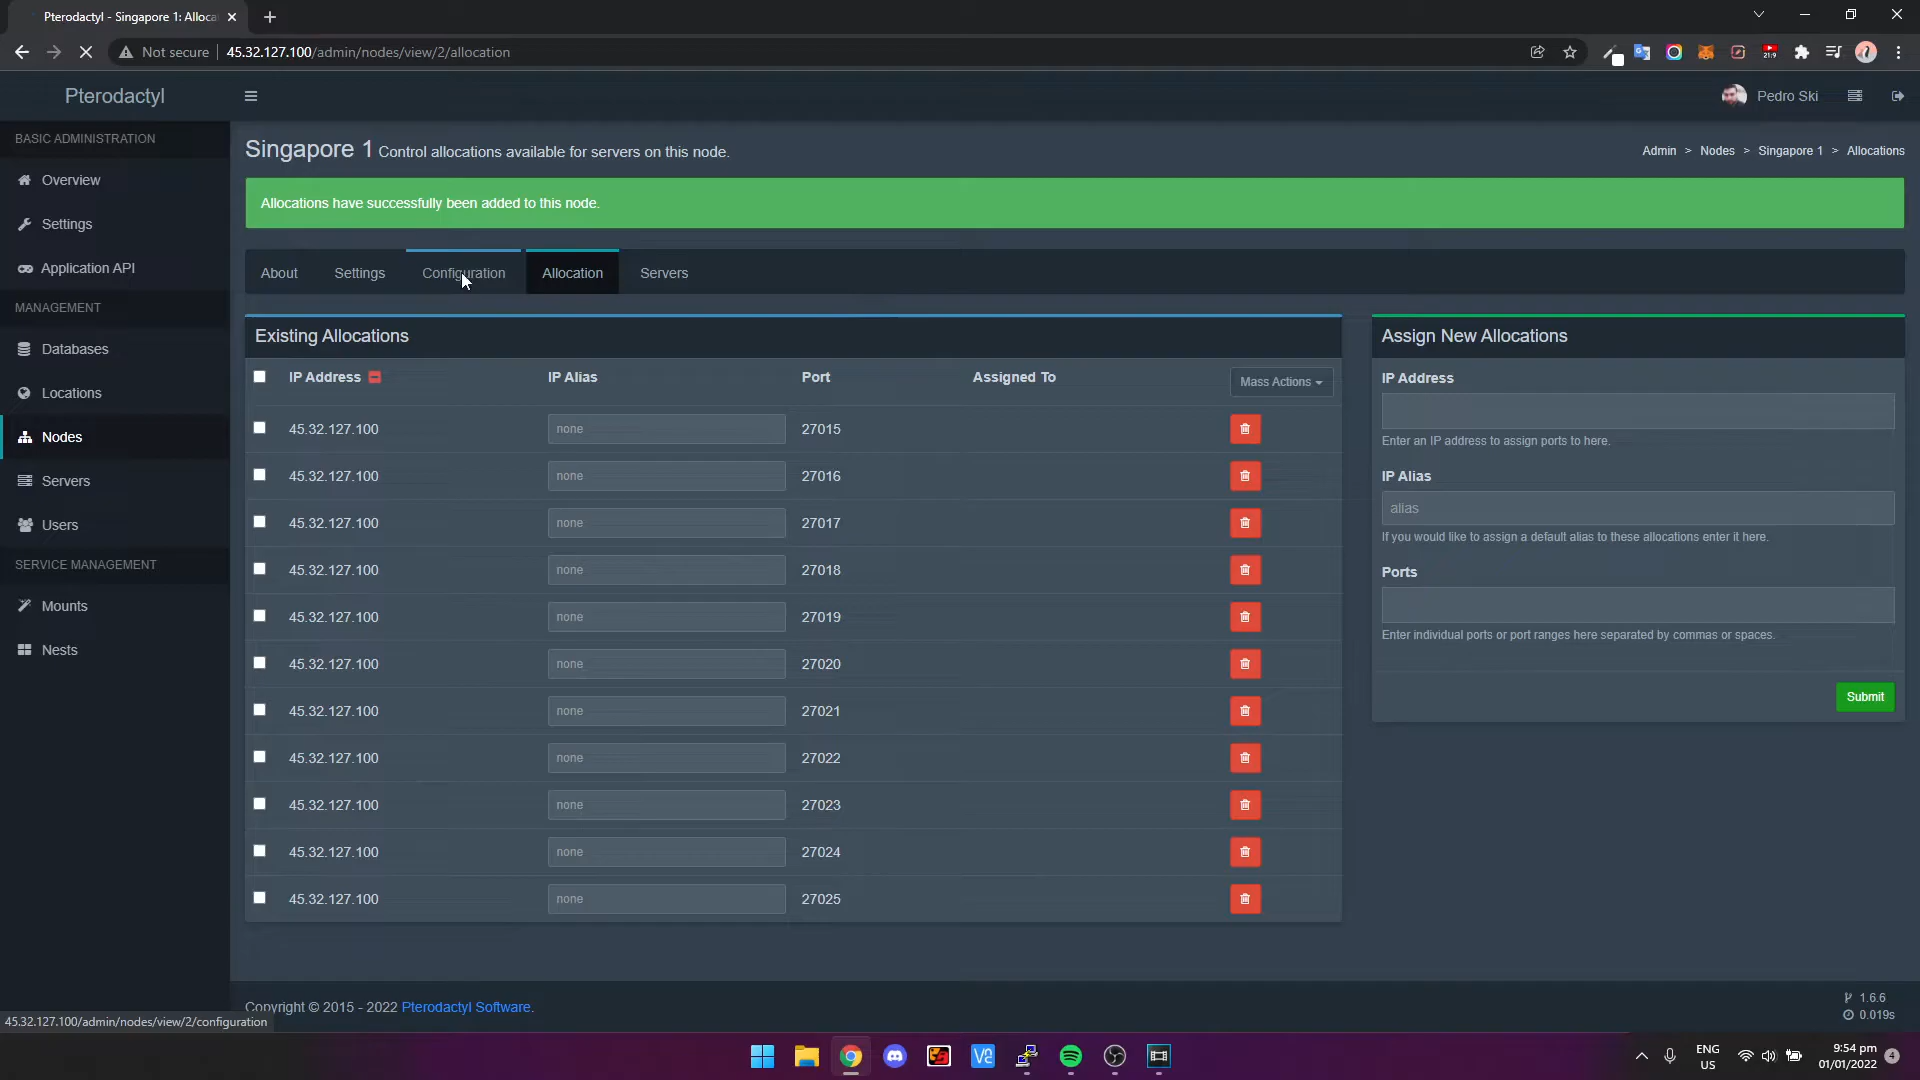 Pterodactyl - Singapore 1: Alloca
Not secure
45.32.127.100/admin/nodes/view/2/allocation
Pterodactyl
Pedro Ski
BASIC ADMINISTRATION
Overview
Settings
Application API
MANAGEMENT
Databases
Locations
Nodes
Servers
Users
SERVICE MANAGEMENT
Mounts
Nests
Singapore 1 Control allocations available for servers on this node.
Admin > Nodes > Singapore 1 > Allocations
Allocations have successfully been added to this node.
About Settings Configuration Allocation Servers
Existing Allocations
IP Address IP Alias Port Assigned To Mass Actions
45.32.127.100 none 27015
45.32.127.100 none 27016
45.32.127.100 none 27017
45.32.127.100 none 27018
45.32.127.100 none 27019
45.32.127.100 none 27020
45.32.127.100 none 27021
45.32.127.100 none 27022
45.32.127.100 none 27023
45.32.127.100 none 27024
45.32.127.100 none 27025
Assign New Allocations
IP Address
Enter an IP address to assign ports to here.
IP Alias
alias
If you would like to assign a default alias to these allocations enter it here.
Ports
Enter individual ports or port ranges here separated by commas or spaces.
Submit
Copyright © 2015 - 2022 Pterodactyl Software.
1.6.6
0.019s
45.32.127.100/admin/nodes/view/2/configuration
ENG
US
9:54 pm
01/01/2022
4